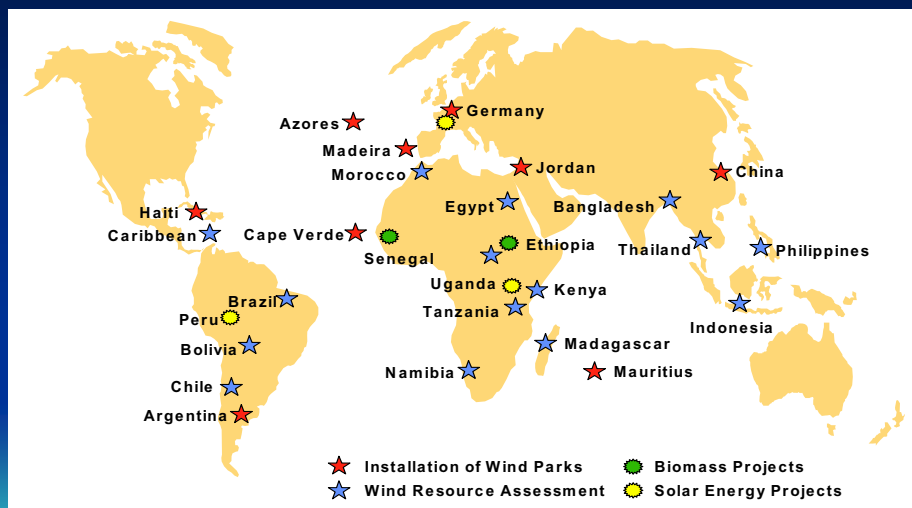 Germany
Azores
Madeira
Morocco
Jordan
China
Egypt
Bangladesh
Haiti
Caribbean
Cape Verde
Senegal
Ethiopia
Thailand
Philippines
Uganda
Kenya
Brazil
Tanzania
Peru
Indonesia
Bolivia
Madagascar
Namibia
Mauritius
Chile
Argentina
Installation of Wind Parks
Biomass Projects
Wind Resource Assessment
Solar Energy Projects